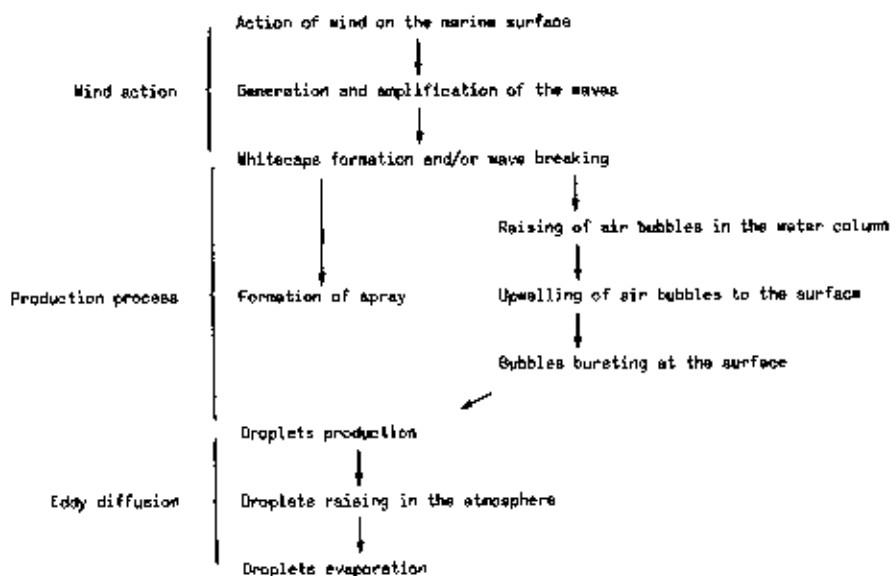 Action of wind on the marine surface
Wind action
Generation and amplification of the waves
Whitecaps formation and/or wave breaking
Raising of air bubbles in the water column
Production process
Formation of spray
Upwelling of air bubbles to the surface
Bubbles bursting at the surface
Droplets production
Eddy diffusion
Droplets raising in the atmosphere
Droplets evaporation